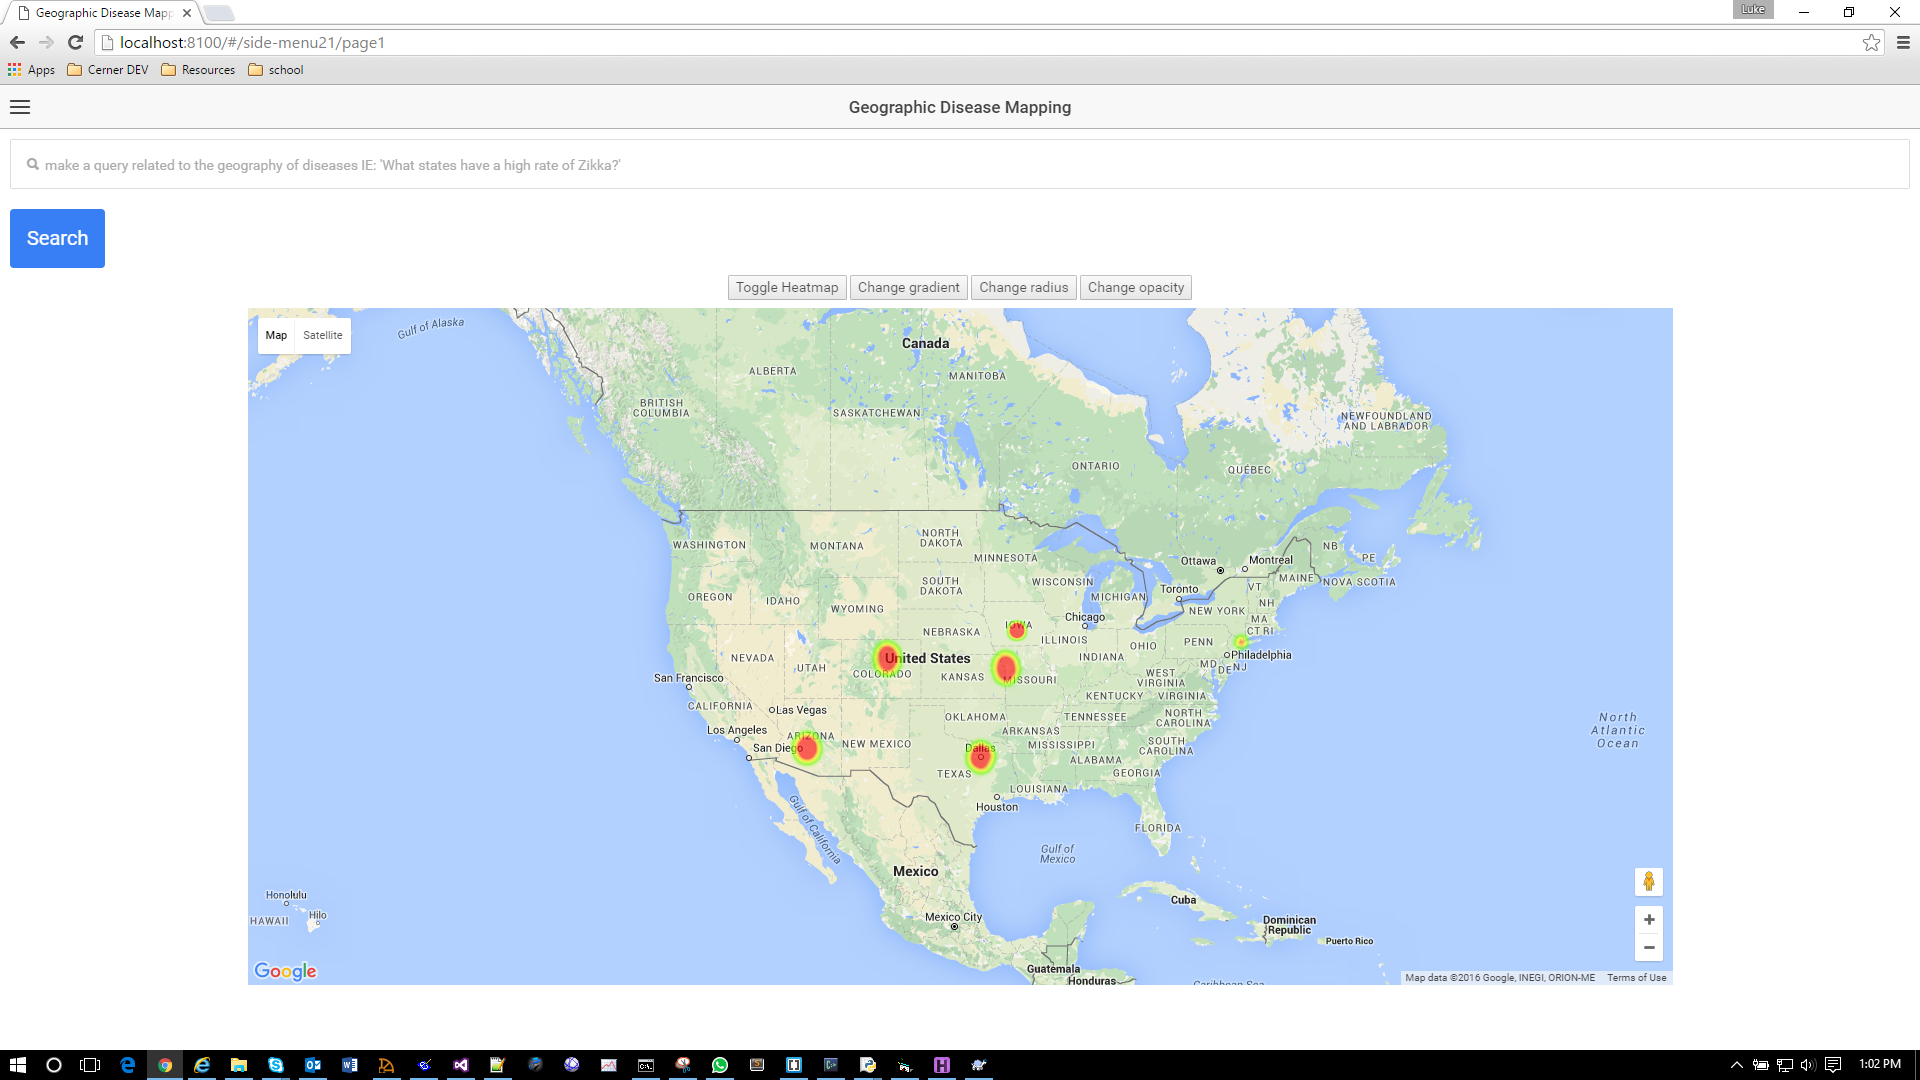 Geographic Disease Mapp
Luke
localhost:8100/#/side-menu21/page1
Apps Cerner DEV Resources school
Geographic Disease Mapping
make a query related to the geography of diseases IE: 'What states have a high rate of Zikka?'
Search
Toggle Heatmap Change gradient Change radius Change opacity
Map Satellite
Gulf of Alaska
Canada
ALBERTA
MANITOBA
BRITISH
COLUMBIA
SASKATCHEWAN
NEWFOUNDLAND
AND LABRADOR
ONTARIO
QUÉBEC
WASHINGTON
MONTANA
NORTH
DAKOTA
MINNESOTA
Ottawa
Montreal
NB
PE
MAINE
NOVA SCOTIA
SOUTH
DAKOTA
WISCONSIN
MICHIGAN
Toronto
VT
NH
OREGON
IDAHO
WYOMING
NEW YORK
MA
CT RI
IOWA
Chicago
NEBRASKA
ILLINOIS
INDIANA
OHIO
PENN
Philadelphia
MD
DE
NJ
NEVADA
UTAH
United States
COLORADO
KANSAS
MISSOURI
WEST
VIRGINIA
KENTUCKY
VIRGINIA
San Francisco
CALIFORNIA
Las Vegas
OKLAHOMA
TENNESSEE
NORTH
CAROLINA
ARKANSAS
Los Angeles
ARIZONA
NEW MEXICO
San Diego
Dallas
MISSISSIPPI
SOUTH
CAROLINA
ALABAMA
TEXAS
GEORGIA
LOUISIANA
Houston
FLORIDA
North
Atlantic
Ocean
Gulf of California
Gulf of
Mexico
Mexico
Honolulu
HAWAII
Hilo
Mexico City
Cuba
Dominican
Republic
Puerto Rico
Guatemala
Honduras
Caribbean Sea
Google
Map data ©2016 Google, INEGI, ORION-ME Terms of Use
1:02 PM